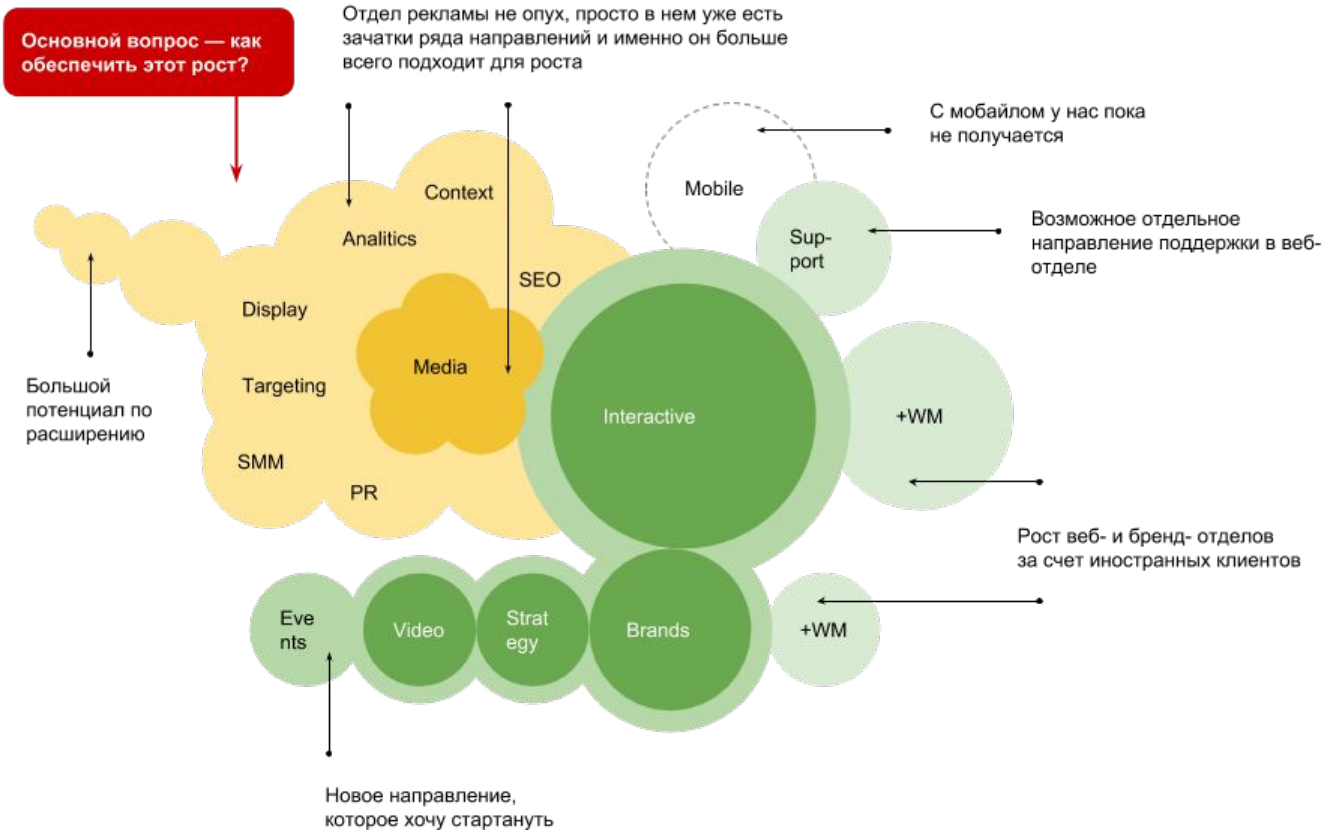 Основной вопрос — как
обеспечить этот рост?
Отдел рекламы не опух, просто в нем уже есть
зачатки ряда направлений и именно он больше
всего подходит для роста
С мобайлом у нас пока
не получается
Mobile
Context
Analitics
Sup-
port
Возможное отдельное
направление поддержки в веб-
отделе
SEO
Display
Media
Targeting
Большой
потенциал по
расширению
Interactive
+WM
SMM
PR
Рост веб- и бренд- отделов
за счет иностранных клиентов
Eve
nts
Video
Strat
egy
Brands
+WM
Новое направление,
которое хочу стартануть